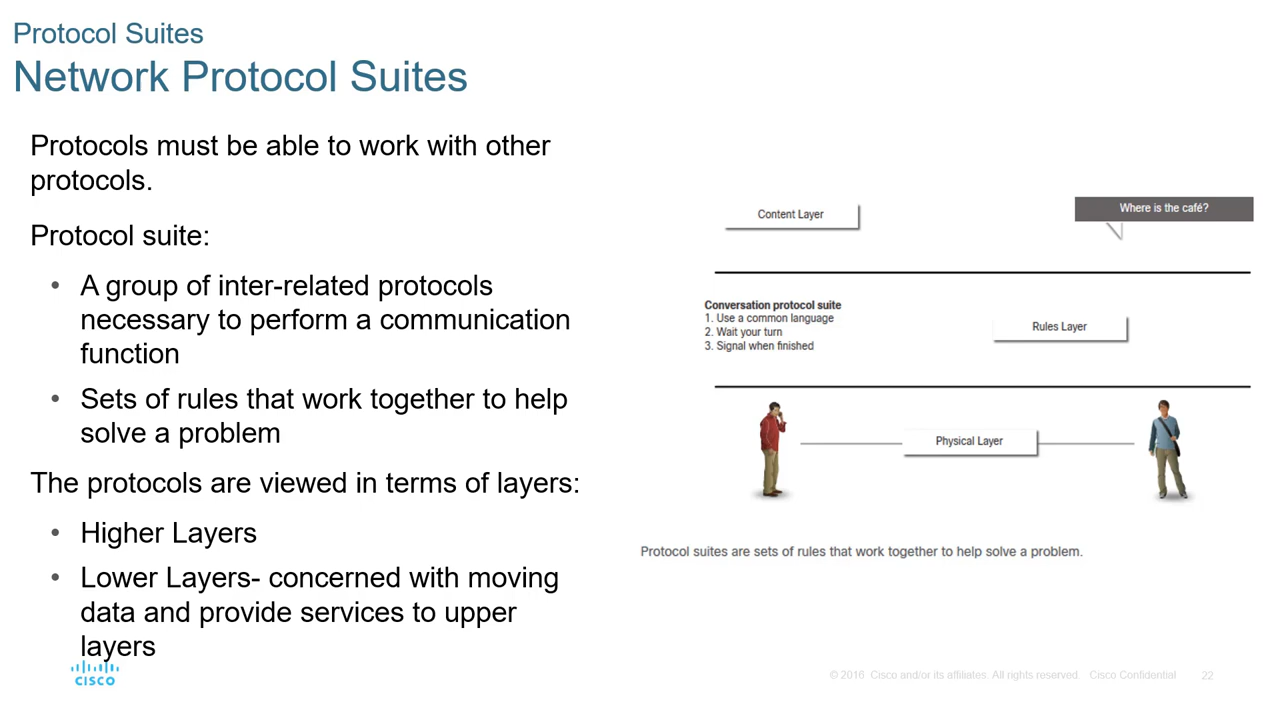 Protocol Suites
Network Protocol Suites
Protocols must be able to work with other
protocols.
Protocol suite:
• A group of inter-related protocols
necessary to perform a communication
function
• Sets of rules that work together to help
solve a problem
The protocols are viewed in terms of layers:
• Higher Layers
• Lower Layers- concerned with moving
data and provide services to upper
layers
Content Layer
Where is the café?
Conversation protocol suite
1. Use a common language
2. Wait your turn
3. Signal when finished
Rules Layer
Physical Layer
Protocol suites are sets of rules that work together to help solve a problem.
CISCO
© 2016 Cisco and/or its affiliates. All rights reserved. Cisco Confidential
22